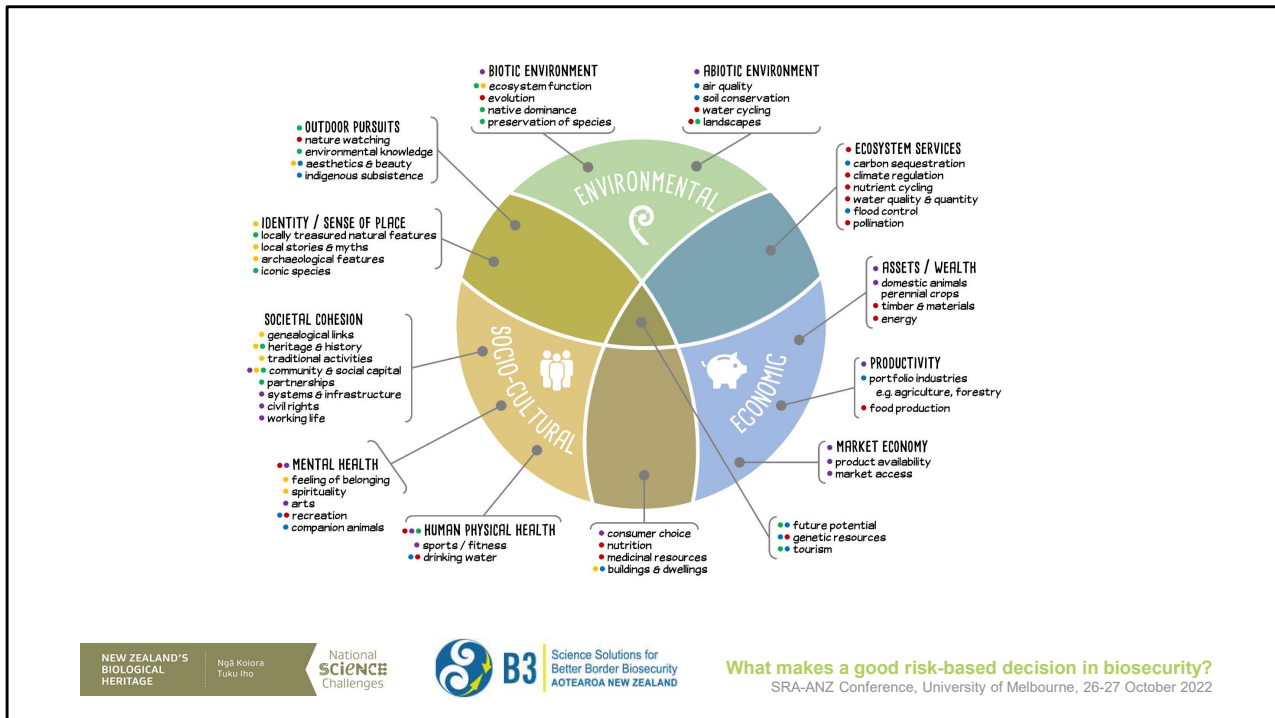 BIOTIC ENVIRONMENT
ecosystem function
evolution
native dominance
preservation of species
ABIOTIC ENVIRONMENT
air quality
soil conservation
water cycling
landscapes
OUTDOOR PURSUITS
nature watching
environmental knowledge
aesthetics & beauty
indigenous subsistence
ECOSYSTEM SERVICES
carbon sequestration
climate regulation
nutrient cycling
water quality & quantity
flood control
pollination
IDENTITY / SENSE OF PLACE
locally treasured natural features
local stories & myths
archaeological features
iconic species
ENVIRONMENTAL
ASSETS / WEALTH
domestic animals
perennial crops
timber & materials
energy
SOCIETAL COHESION
genealogical links
heritage & history
traditional activities
community & social capital
partnerships
systems & infrastructure
civil rights
working life
SOCIO-CULTURAL
ECONOMIC
PRODUCTIVITY
portfolio industries
e.g. agriculture, forestry
food production
MARKET ECONOMY
product availability
market access
MENTAL HEALTH
feeling of belonging
spirituality
arts
recreation
companion animals
HUMAN PHYSICAL HEALTH
sports / fitness
drinking water
consumer choice
nutrition
medicinal resources
buildings & dwellings
future potential
genetic resources
tourism
NEW ZEALAND'S
BIOLOGICAL
HERITAGE
Ngā Koiora
Tuku Iho
National
SCIENCE
Challenges
B3
Science Solutions for
Better Border Biosecurity
AOTEAROA NEW ZEALAND
What makes a good risk-based decision in biosecurity?
SRA-ANZ Conference, University of Melbourne, 26-27 October 2022